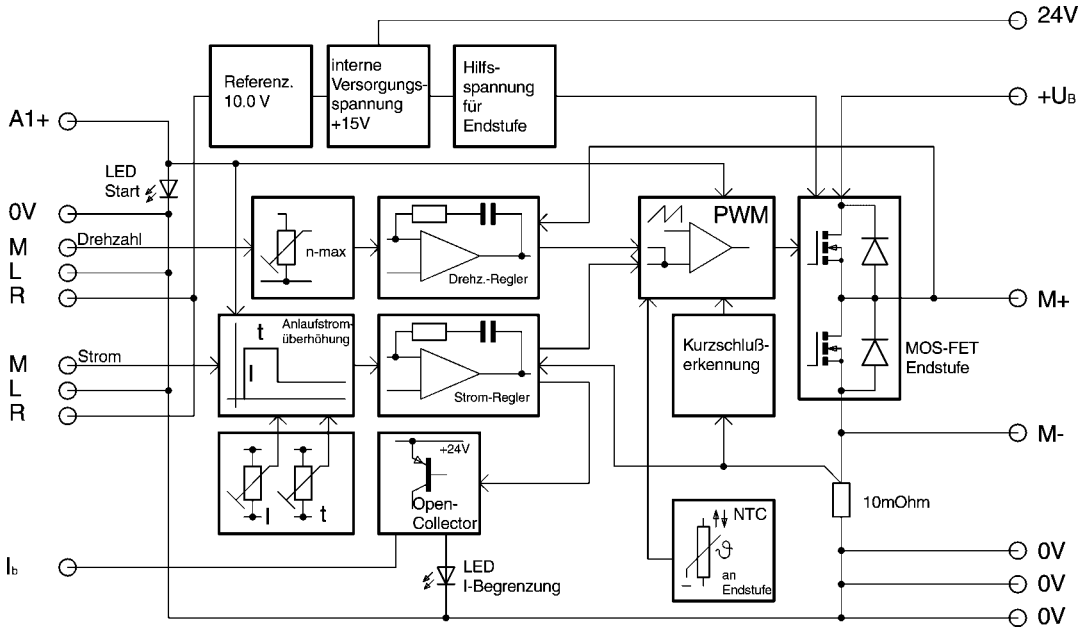 24V
Referenz.
10.0 V
interne
Versorgungs-
spannung
+15V
Hilfs-
spannung
für
Endstufe
+UB
A1+
LED
Start
0V
M
Drehzahl
L
R
n-max
Drehz.-Regler
PWM
M+
Anlaufstrom-
überhöhung
t
I
M
Strom
L
R
Strom-Regler
Kurzschluß-
erkennung
MOS-FET
Endstufe
M-
I
t
+24V
Open-
Collector
10mOhm
NTC
ϑ
an
Endstufe
Ib
LED
I-Begrenzung
0V
0V
0V